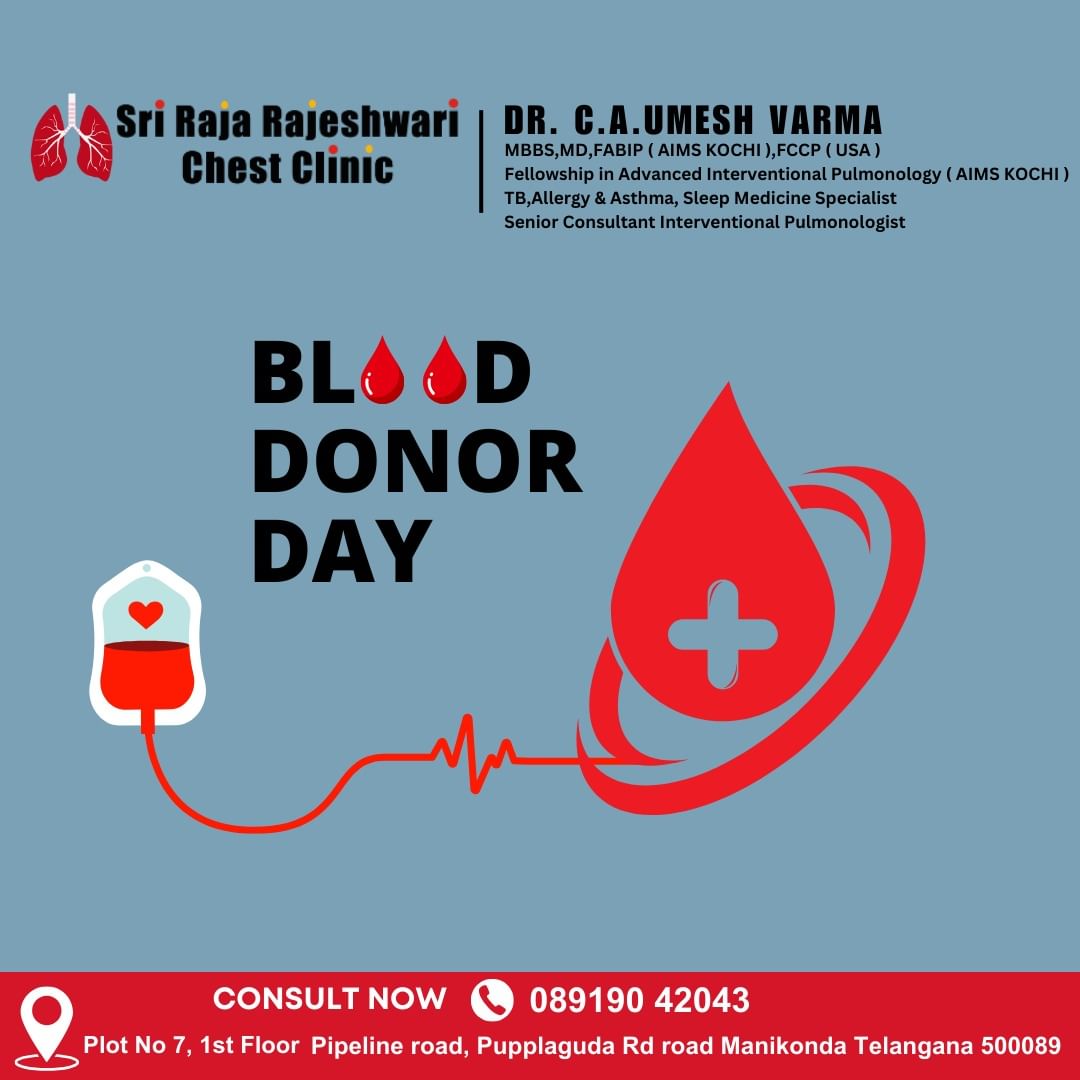 Sri Raja Rajeshwari
Chest Clinic
DR. C.A.UMESH VARMA
MBBS,MD,FABIP ( AIMS KOCHI ),FCCP ( USA )
Fellowship in Advanced Interventional Pulmonology ( AIMS KOCHI )
TB,Allergy & Asthma, Sleep Medicine Specialist
Senior Consultant Interventional Pulmonologist
BLOOD
DONOR
DAY
CONSULT NOW 089190 42043
Plot No 7, 1st Floor Pipeline road, Pupplaguda Rd road Manikonda Telangana 500089